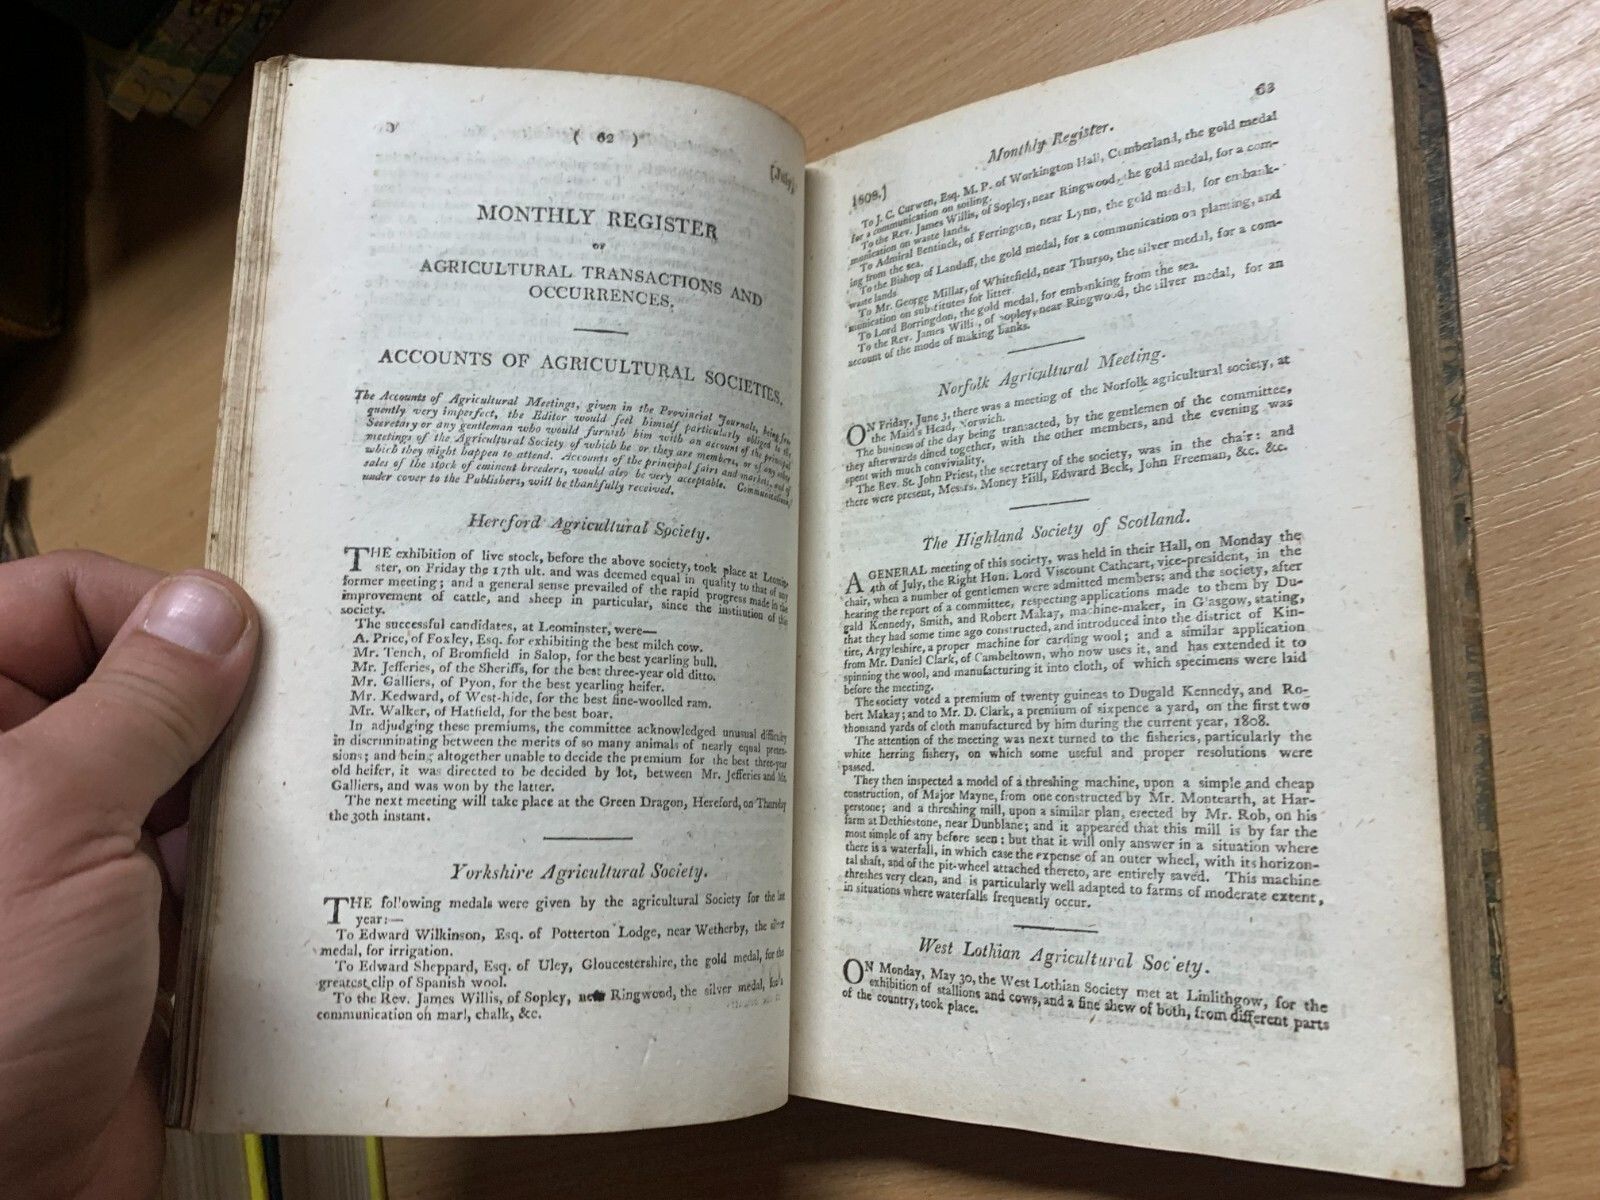 ( 62 )
[July,
MONTHLY REGISTER
OF
AGRICULTURAL TRANSACTIONS AND
OCCURRENCES.
ACCOUNTS OF AGRICULTURAL SOCIETIES.
The Accounts of Agricultural Meetings, given in the Provincial Journals, being fre-
quently very imperfect, the Editor would feel himself particularly obliged to the
Secretary or any gentleman who would furnish him with an account of the principal
meetings of the Agricultural Society of which he or they are members, or of any other
which they might happen to attend. Accounts of the principal fairs and markets, and of
sales of the stock of eminent breeders, would also be very acceptable. Communications,
under cover to the Publishers, will be thankfully received.
Hereford Agricultural Society.
THE exhibition of live stock, before the above society, took place at Leomin-
ster, on Friday the 17th ult. and was deemed equal in quality to that of any
former meeting; and a general sense prevailed of the rapid progress made in the
improvement of cattle, and sheep in particular, since the institution of the
society.
The successful candidates, at Leominster, were—
A. Price, of Foxley, Esq. for exhibiting the best milch cow.
Mr. Tench, of Bromfield in Salop, for the best yearling bull.
Mr. Jefferies, of the Sheriffs, for the best three-year old ditto.
Mr. Galliers, of Pyon, for the best yearling heifer.
Mr. Kedward, of West-hide, for the best fine-woolled ram.
Mr. Walker, of Hatfield, for the best boar.
In adjudging these premiums, the committee acknowledged unusual difficulty
in discriminating between the merits of so many animals of nearly equal preten-
sions; and being altogether unable to decide the premium for the best three-year
old heifer, it was directed to be decided by lot, between Mr. Jefferies and Mr.
Galliers, and was won by the latter.
The next meeting will take place at the Green Dragon, Hereford, on Thursday
the 30th instant.
Yorkshire Agricultural Society.
THE following medals were given by the agricultural Society for the last
year:—
To Edward Wilkinson, Esq. of Potterton Lodge, near Wetherby, the silver
medal, for irrigation.
To Edward Sheppard, Esq. of Uley, Gloucestershire, the gold medal, for the
greatest clip of Spanish wool.
To the Rev. James Willis, of Sopley, near Ringwood, the silver medal, for a
communication on marl, chalk, &c.
1808.]
Monthly Register.
63
To J. C. Curwen, Esq. M. P. of Workington Hall, Cumberland, the gold medal
for a communication on soiling.
To the Rev. James Willis, of Sopley, near Ringwood, the gold medal, for a com-
munication on waste lands.
To Admiral Bentinck, of Ferrington, near Lynn, the gold medal, for embank-
ing from the sea.
To the Bishop of Landaff, the gold medal, for a communication on planting, and
waste lands.
To Mr. George Millar, of Whitefield, near Thurso, the silver medal, for a com-
munication on substitutes for litter.
To Lord Borringdon, the gold medal, for embanking from the sea.
To the Rev. James Willis, of Sopley, near Ringwood, the silver medal, for an
account of the mode of making banks.
Norfolk Agricultural Meeting.
ON Friday, June 3, there was a meeting of the Norfolk agricultural society, at
the Maid's Head, Norwich.
The business of the day being transacted, by the gentlemen of the committee,
they afterwards dined together, with the other members, and the evening was
spent with much conviviality.
The Rev. St. John Priest, the secretary of the society, was in the chair: and
there were present, Messrs. Money Hill, Edward Beck, John Freeman, &c. &c.
The Highland Society of Scotland.
A GENERAL meeting of this society, was held in their Hall, on Monday the
4th of July, the Right Hon. Lord Viscount Cathcart, vice-president, in the
chair, when a number of gentlemen were admitted members; and the society, after
hearing the report of a committee, respecting applications made to them by Du-
gald Kennedy, Smith, and Robert Makay, machine-maker, in Glasgow, stating,
that they had some time ago constructed, and introduced into the district of Kin-
tire, Argyleshire, a proper machine for carding wool; and a similar application
from Mr. Daniel Clark, of Cambeltown, who now uses it, and has extended it to
spinning the wool, and manufacturing it into cloth, of which specimens were laid
before the meeting.
The society voted a premium of twenty guineas to Dugald Kennedy, and Ro-
bert Makay; and to Mr. D. Clark, a premium of sixpence a yard, on the first two
thousand yards of cloth manufactured by him during the current year, 1808.
The attention of the meeting was next turned to the fisheries, particularly the
white herring fishery, on which some useful and proper resolutions were
passed.
They then inspected a model of a threshing machine, upon a simple and cheap
construction, of Major Mayne, from one constructed by Mr. Montearth, at Har-
perstone; and a threshing mill, upon a similar plan, erected by Mr. Rob, on his
farm at Dethiestone, near Dunblane; and it appeared that this mill is by far the
most simple of any before seen: but that it will only answer in a situation where
there is a waterfall, in which case the expense of an outer wheel, with its horizon-
tal shaft, and of the pit-wheel attached thereto, are entirely saved. This machine
threshes very clean, and is particularly well adapted to farms of moderate extent,
in situations where waterfalls frequently occur.
West Lothian Agricultural Society.
ON Monday, May 30, the West Lothian Society met at Linlithgow, for the
exhibition of stallions and cows, and a fine shew of both, from different parts
of the country, took place.